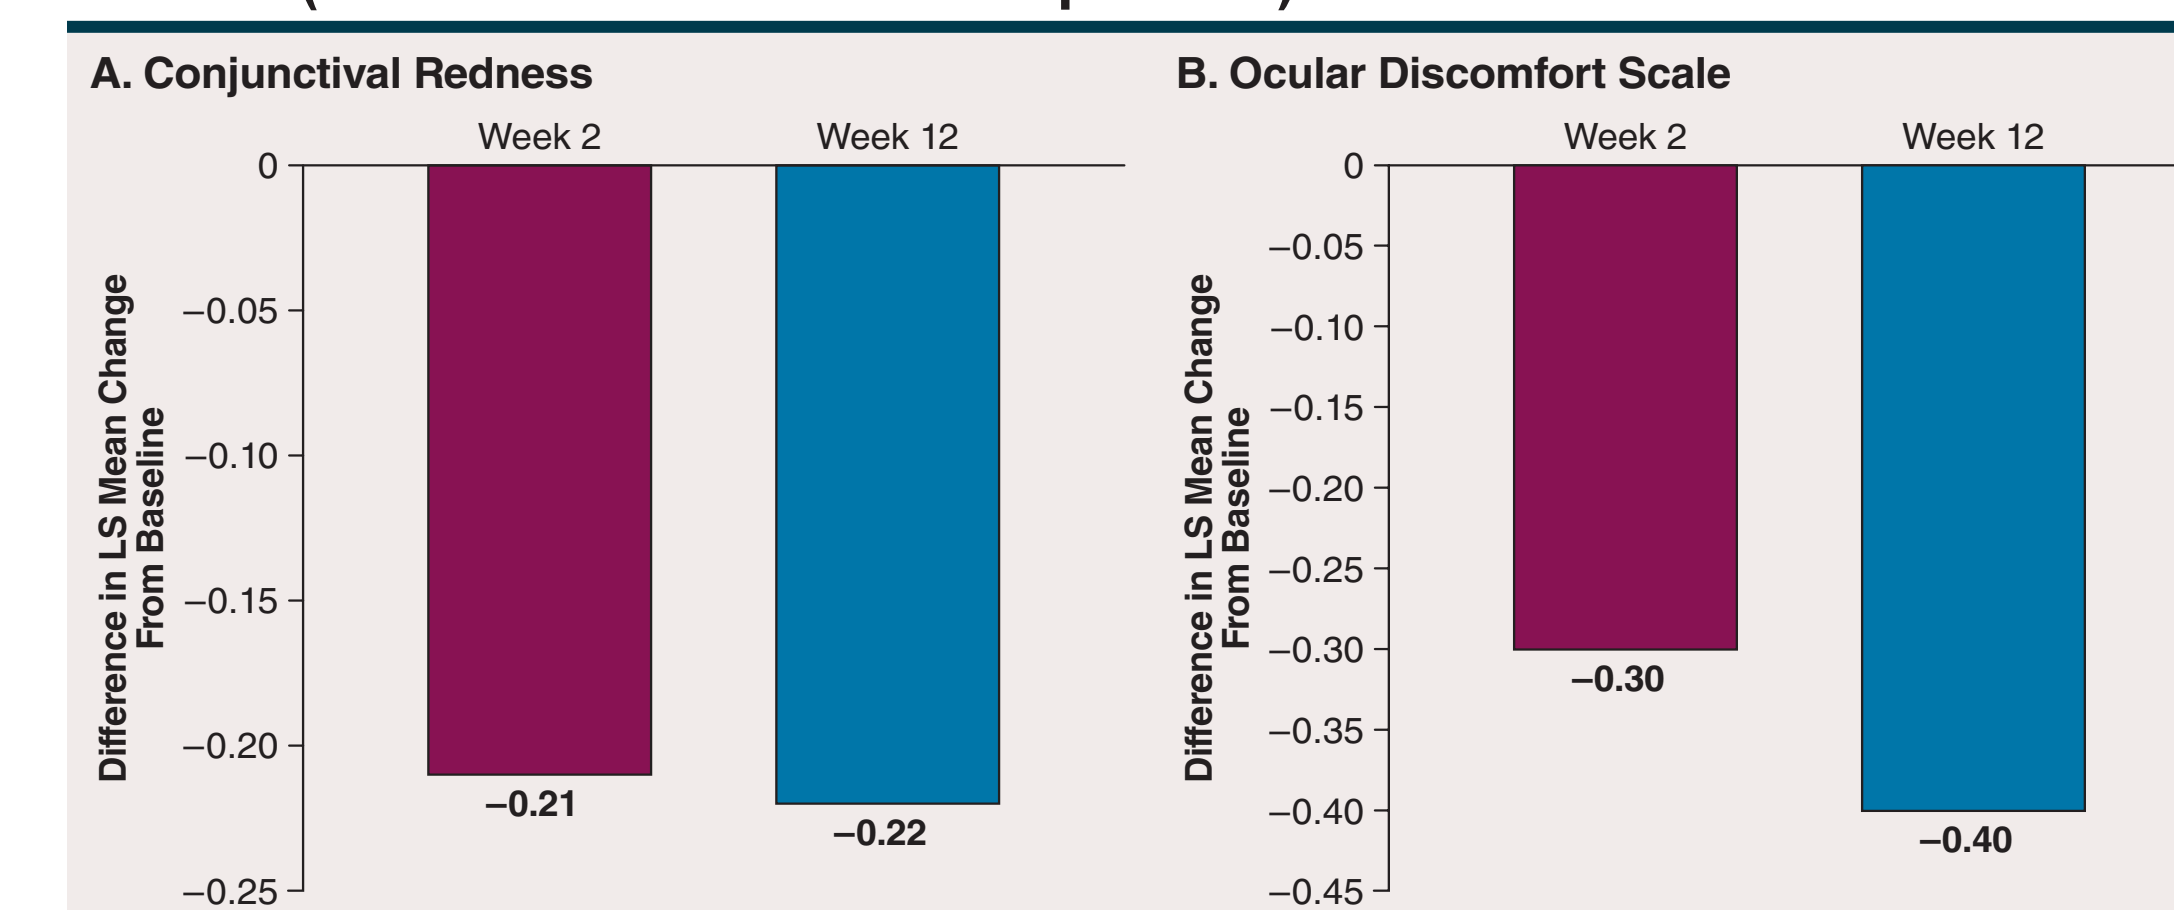 A. Conjunctival Redness
Week 2
Week 12
0
–0.05
–0.10
–0.15
–0.20
–0.25
Difference in LS Mean Change
From Baseline
–0.21
–0.22
B. Ocular Discomfort Scale
Week 2
Week 12
0
–0.05
–0.10
–0.15
–0.20
–0.25
–0.30
–0.35
–0.40
–0.45
Difference in LS Mean Change
From Baseline
–0.30
–0.40